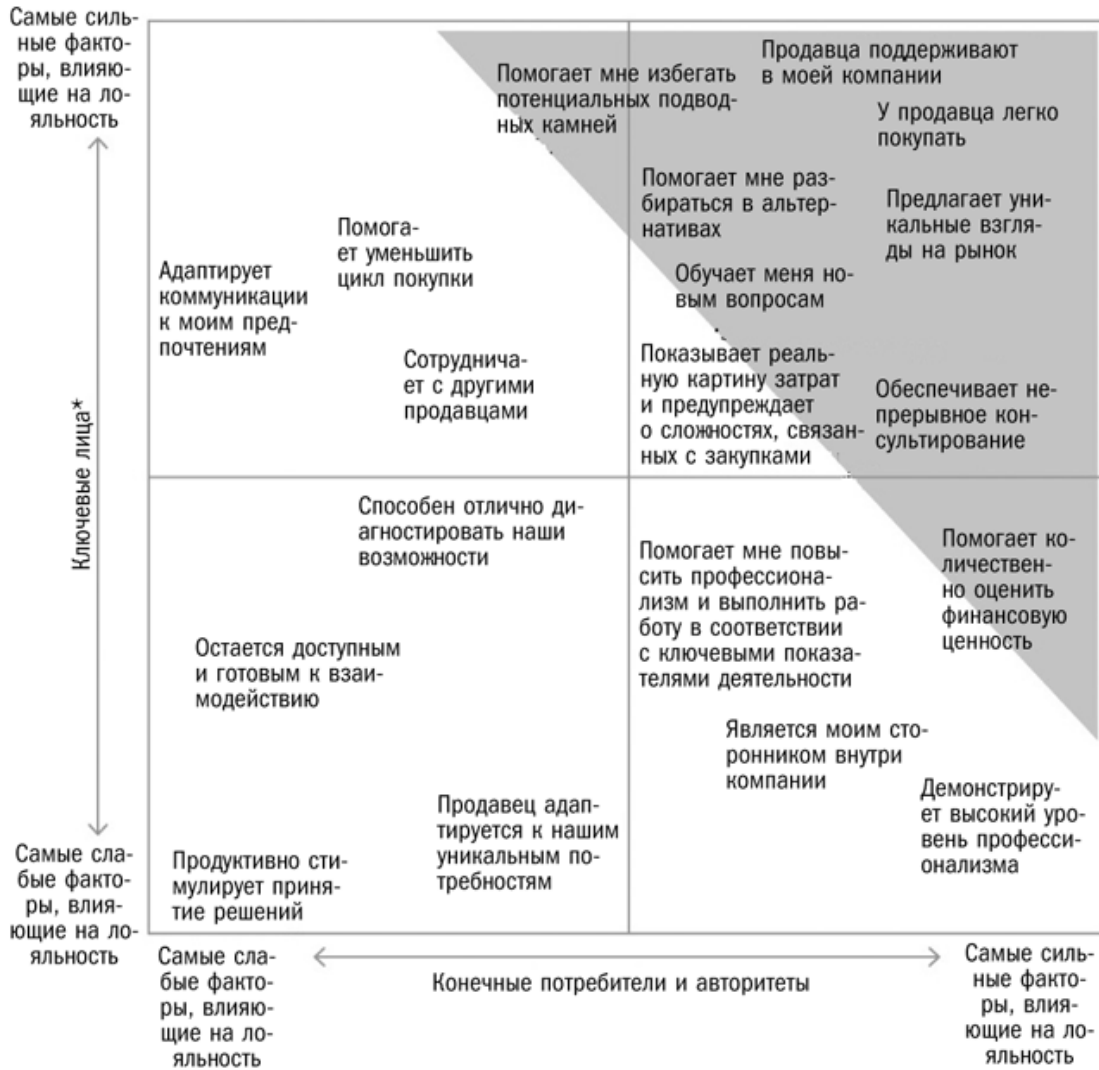 Самые силь-
ные факто-
ры, влияю-
щие на ло-
яльность
Ключевые лица*
Самые сла-
бые факто-
ры, влия-
ющие на ло-
яльность
Продавца поддерживают
в моей компании
Помогает мне избегать
потенциальных подвод-
ных камней
У продавца легко
покупать
Помогает мне раз-
бираться в альтер-
нативах
Предлагает уни-
кальные взгля-
ды на рынок
Помога-
ет уменьшить
цикл покупки
Адаптирует
коммуникации
к моим пред-
почтениям
Обучает меня но-
вым вопросам
Сотруднича-
ет с другими
продавцами
Показывает реаль-
ную картину затрат
и предупреждает
о сложностях, связан-
ных с закупками
Обеспечивает не-
прерывное кон-
сультирование
Способен отлично ди-
агностировать наши
возможности
Помогает мне повы-
сить профессиона-
лизм и выполнить ра-
боту в соответствии
с ключевыми показа-
телями деятельности
Помогает ко-
личествен-
но оценить
финансовую
ценность
Остается доступным
и готовым к взаи-
модействию
Является моим сто-
ронником внутри
компании
Продавец адап-
тируется к нашим
уникальным по-
требностям
Демонстриру-
ет высокий уро-
вень професси-
онализма
Продуктивно сти-
мулирует приня-
тие решений
Самые сла-
бые факто-
ры, влияю-
щие на ло-
яльность
Конечные потребители и авторитеты
Самые силь-
ные факто-
ры, влия-
ющие на ло-
яльность